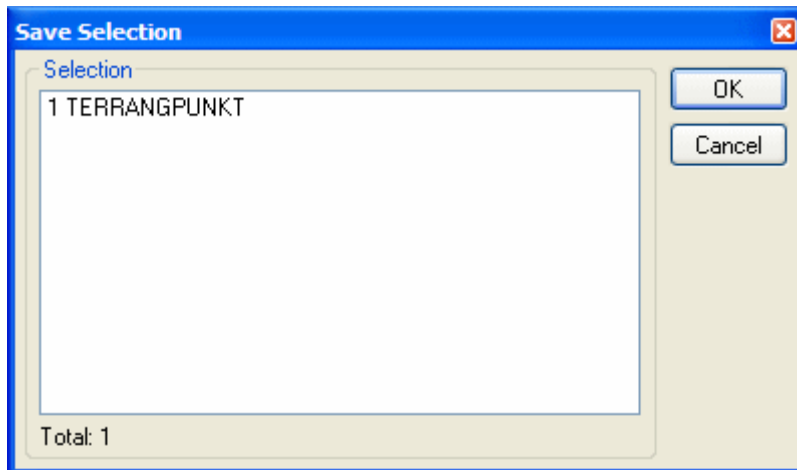 Save Selection
Selection
1 TERRANGPUNKT
OK
Cancel
Total: 1